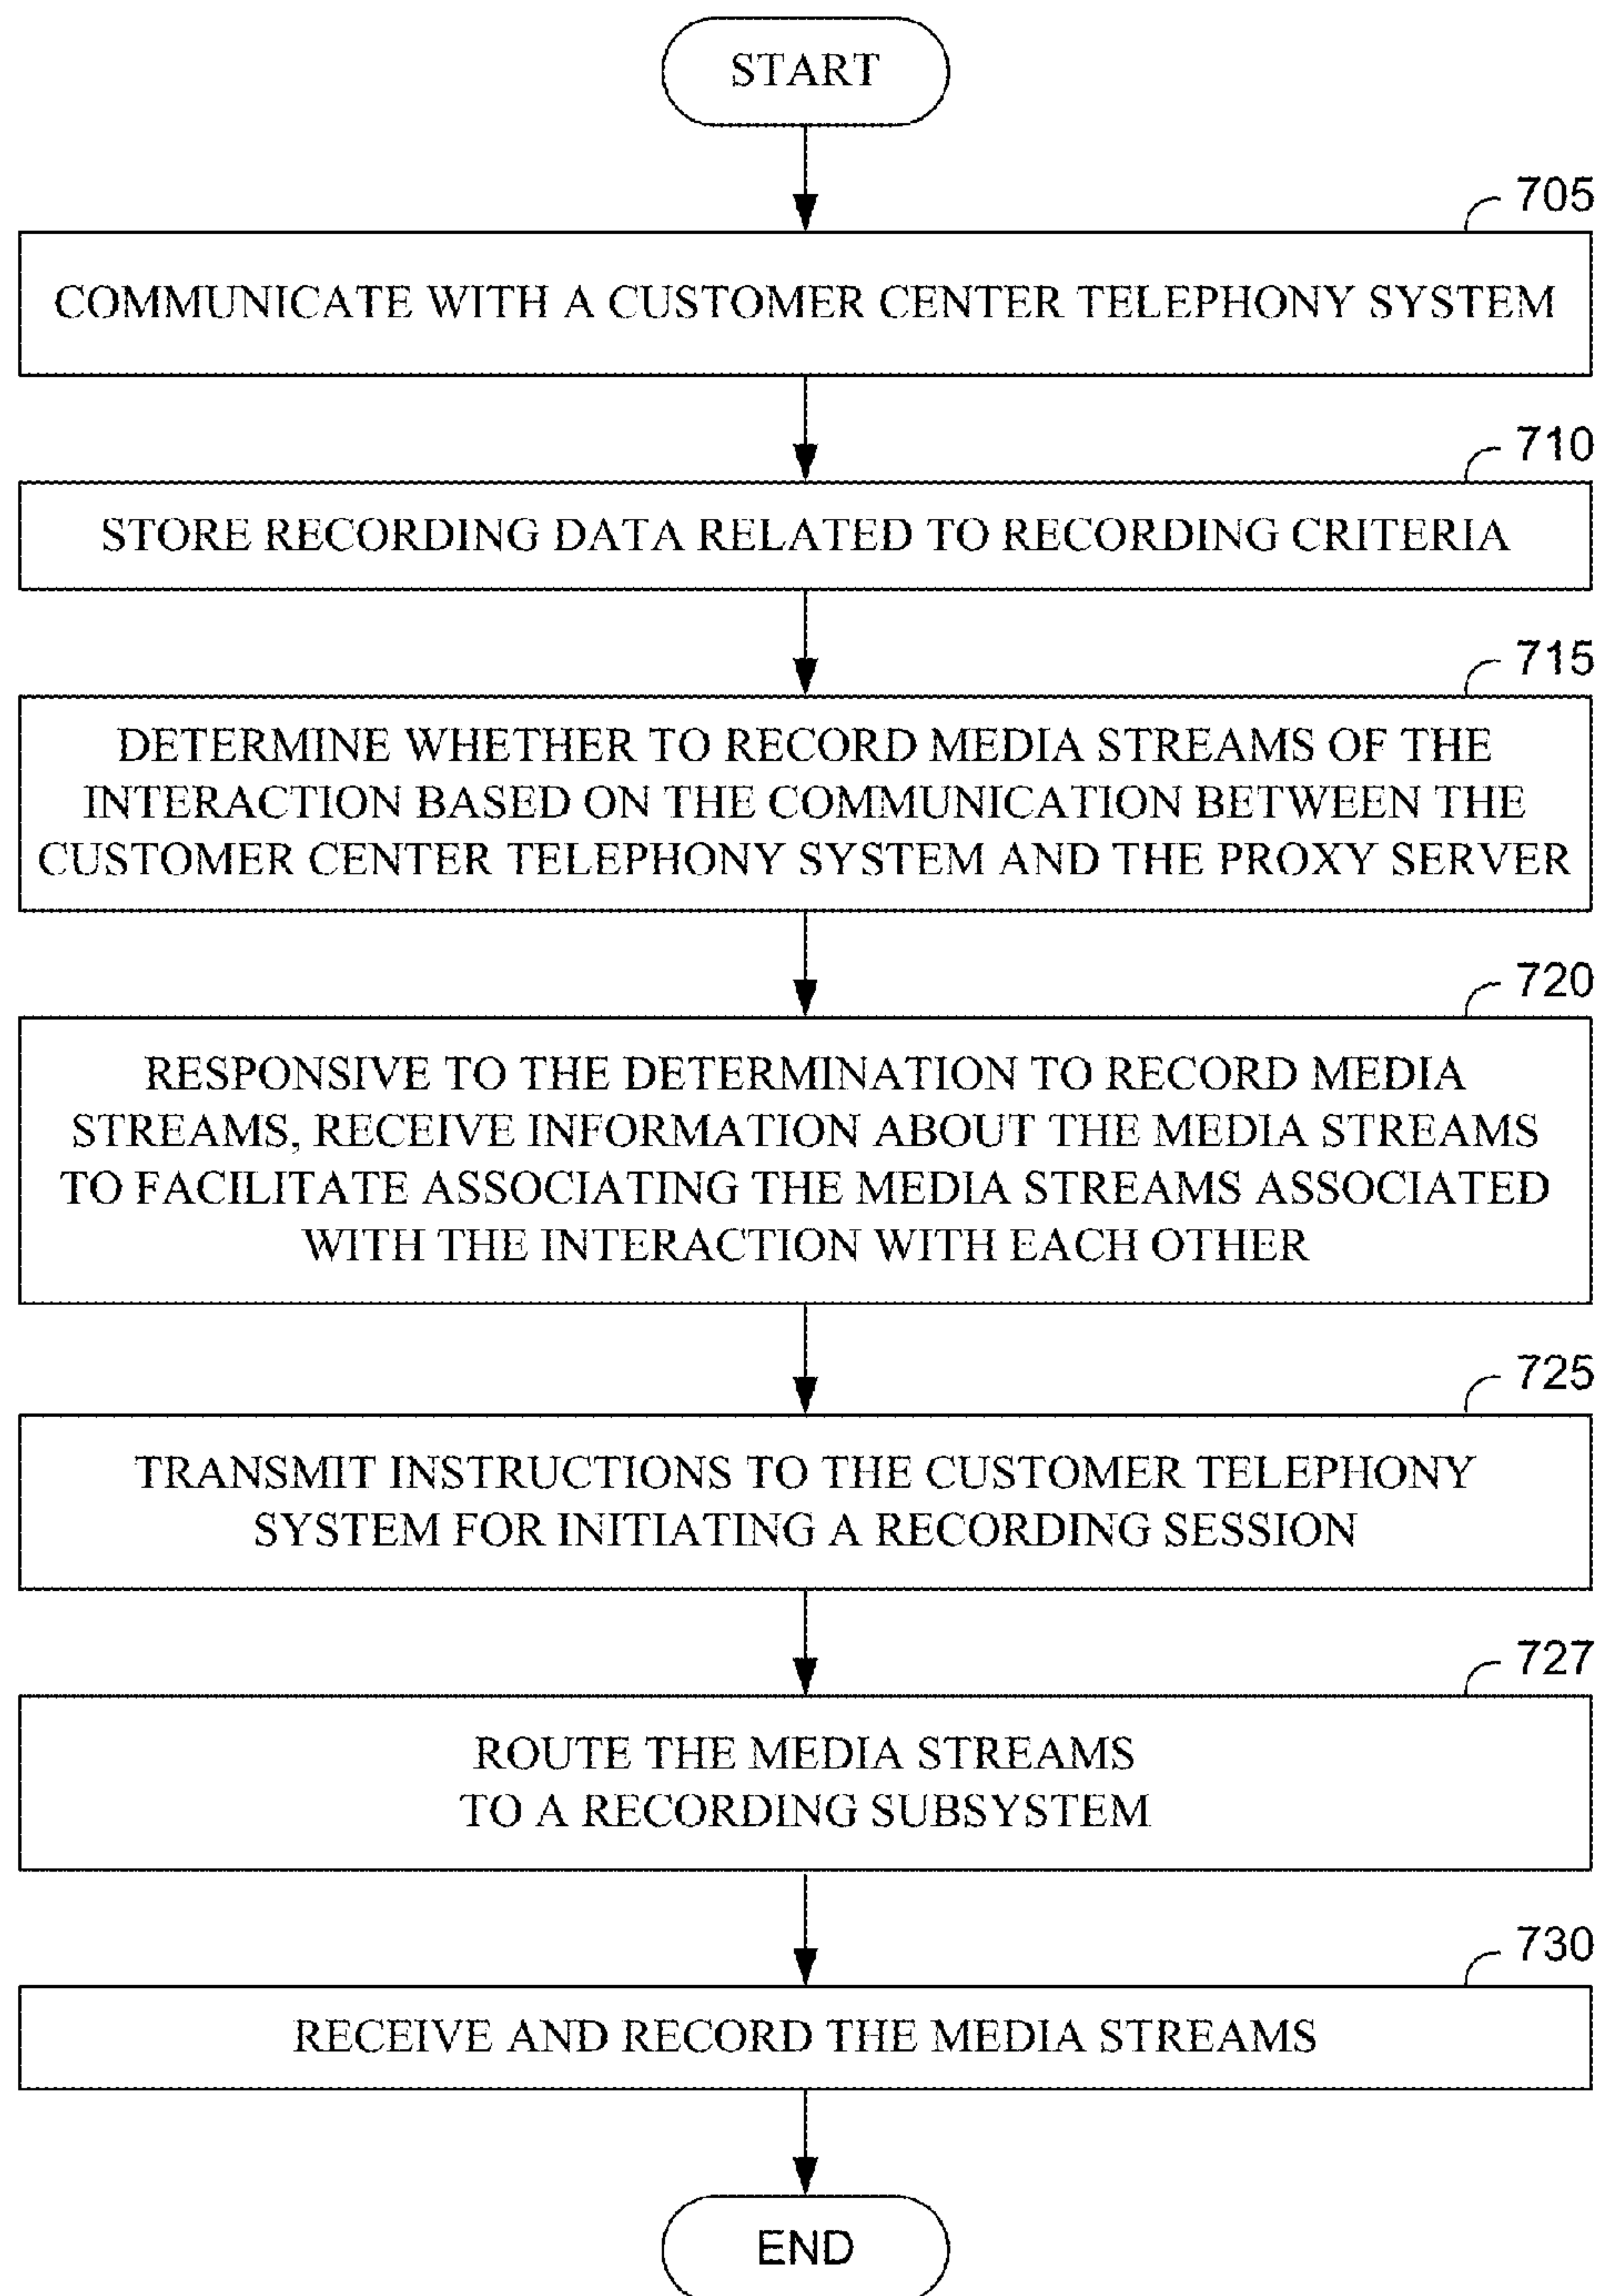 START
705
COMMUNICATE WITH A CUSTOMER CENTER TELEPHONY SYSTEM
710
STORE RECORDING DATA RELATED TO RECORDING CRITERIA
715
DETERMINE WHETHER TO RECORD MEDIA STREAMS OF THE
INTERACTION BASED ON THE COMMUNICATION BETWEEN THE
CUSTOMER CENTER TELEPHONY SYSTEM AND THE PROXY SERVER
720
RESPONSIVE TO THE DETERMINATION TO RECORD MEDIA
STREAMS, RECEIVE INFORMATION ABOUT THE MEDIA STREAMS
TO FACILITATE ASSOCIATING THE MEDIA STREAMS ASSOCIATED
WITH THE INTERACTION WITH EACH OTHER
725
TRANSMIT INSTRUCTIONS TO THE CUSTOMER TELEPHONY
SYSTEM FOR INITIATING A RECORDING SESSION
727
ROUTE THE MEDIA STREAMS
TO A RECORDING SUBSYSTEM
730
RECEIVE AND RECORD THE MEDIA STREAMS
END